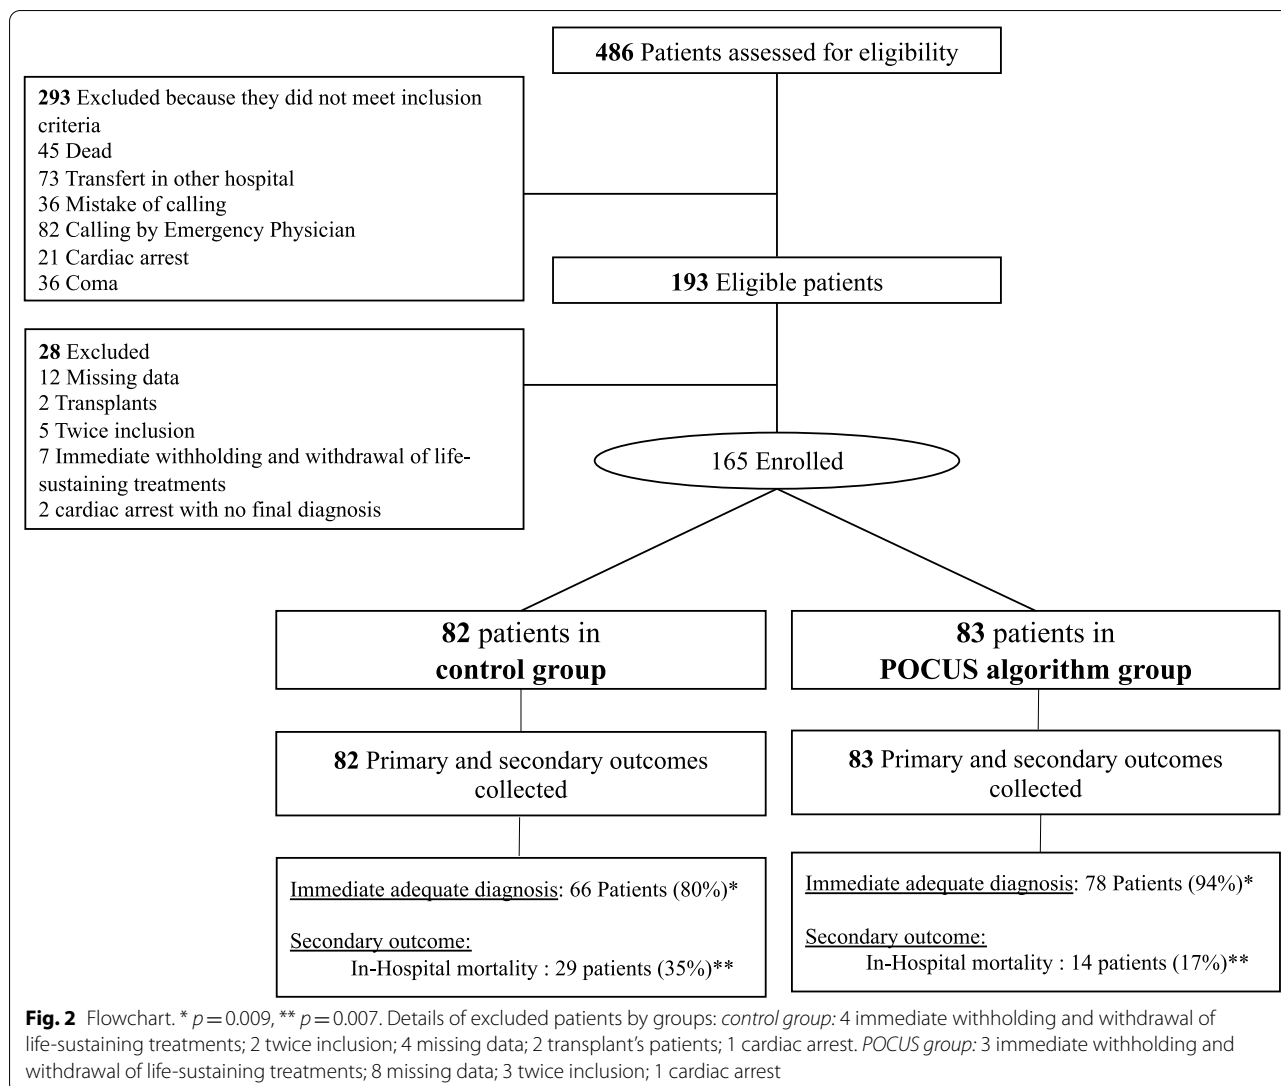 486 Patients assessed for eligibility
293 Excluded because they did not meet inclusion
criteria
45 Dead
73 Transfert in other hospital
36 Mistake of calling
82 Calling by Emergency Physician
21 Cardiac arrest
36 Coma
193 Eligible patients
28 Excluded
12 Missing data
2 Transplants
5 Twice inclusion
7 Immediate withholding and withdrawal of life-
sustaining treatments
2 cardiac arrest with no final diagnosis
165 Enrolled
82 patients in
control group
83 patients in
POCUS algorithm group
82 Primary and secondary outcomes
collected
83 Primary and secondary outcomes
collected
Immediate adequate diagnosis: 66 Patients (80%)*
Secondary outcome:
In-Hospital mortality : 29 patients (35%)**
Immediate adequate diagnosis: 78 Patients (94%)*
Secondary outcome:
In-Hospital mortality : 14 patients (17%)**
Fig. 2 Flowchart. * p = 0.009, ** p = 0.007. Details of excluded patients by groups: control group: 4 immediate withholding and withdrawal of
life-sustaining treatments; 2 twice inclusion; 4 missing data; 2 transplant's patients; 1 cardiac arrest. POCUS group: 3 immediate withholding and
withdrawal of life-sustaining treatments; 8 missing data; 3 twice inclusion; 1 cardiac arrest